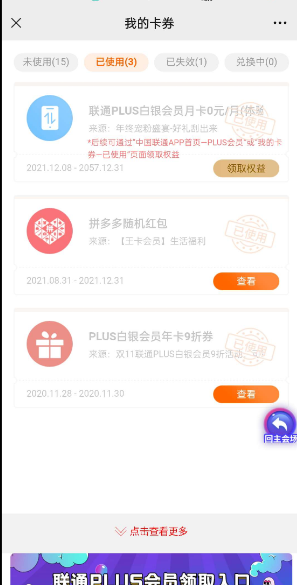 我的卡券
未使用(15)
已使用(3)
已失效(1)
兑换中(0)
联通PLUS白银会员月卡0元/月(体验
来源：年终宠粉盛宴-好礼刮出来
*后续可通过"中国联通APP首页—PLUS会员"或"我的卡
券—已使用"页面领取权益
已使用
2021.12.08 - 2057.12.31
领取权益
拼多多随机红包
来源：【王卡会员】生活福利
已使用
2021.08.31 - 2021.12.31
查看
PLUS白银会员年卡9折券
来源：双11联通PLUS白银会员9折活动
已使用
2020.11.28 - 2020.11.30
查看
回主会场
点击查看更多
联通PLUS会员领取入口